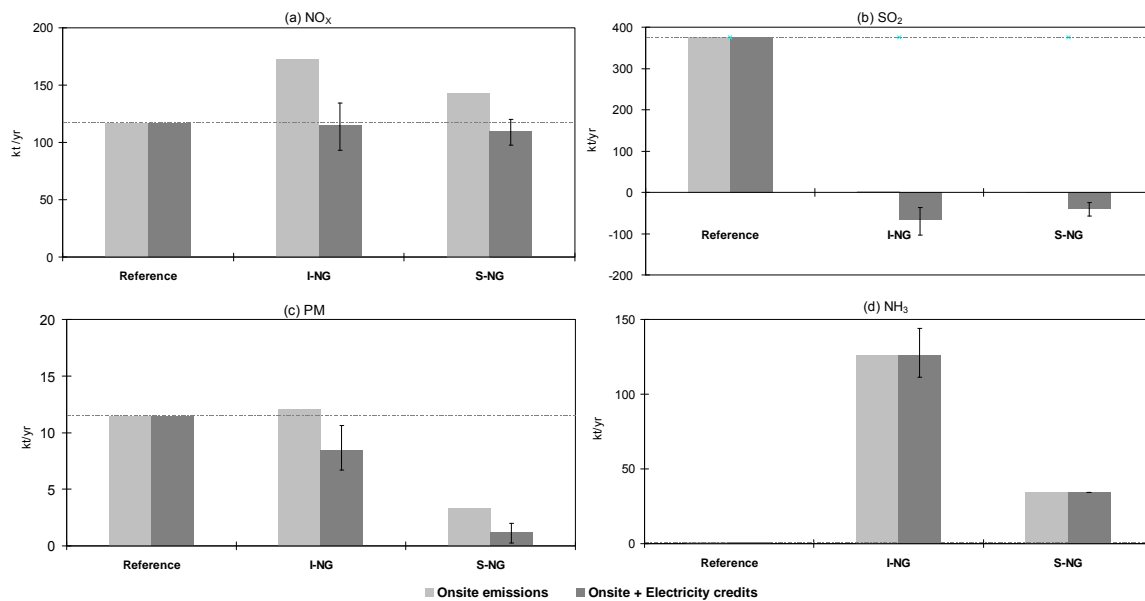 (a) NOX
200
150
100
50
0
kt/yr
Reference I-NG S-NG
(b) SO2
400
300
200
100
0
-100
-200
kt/yr
Reference I-NG S-NG
(c) PM
20
15
10
5
0
kt/yr
Reference I-NG S-NG
(d) NH3
150
100
50
0
kt/yr
Reference I-NG S-NG
Onsite emissions Onsite + Electricity credits